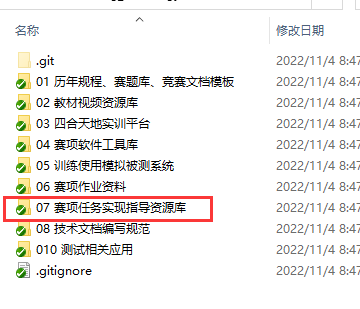 名称 修改日期
.git 2022/11/4 8:47
01 历年规程、赛题库、竞赛文档模板 2022/11/4 8:47
02 教材视频资源库 2022/11/4 8:47
03 四合天地实训平台 2022/11/4 8:47
04 赛项软件工具库 2022/11/4 8:47
05 训练使用模拟被测系统 2022/11/4 8:47
06 赛项作业资料 2022/11/4 8:47
07 赛项任务实现指导资源库 2022/11/4 8:47
08 技术文档编写规范 2022/11/4 8:47
010 测试相关应用 2022/11/4 8:47
.gitignore 2022/11/4 8:47